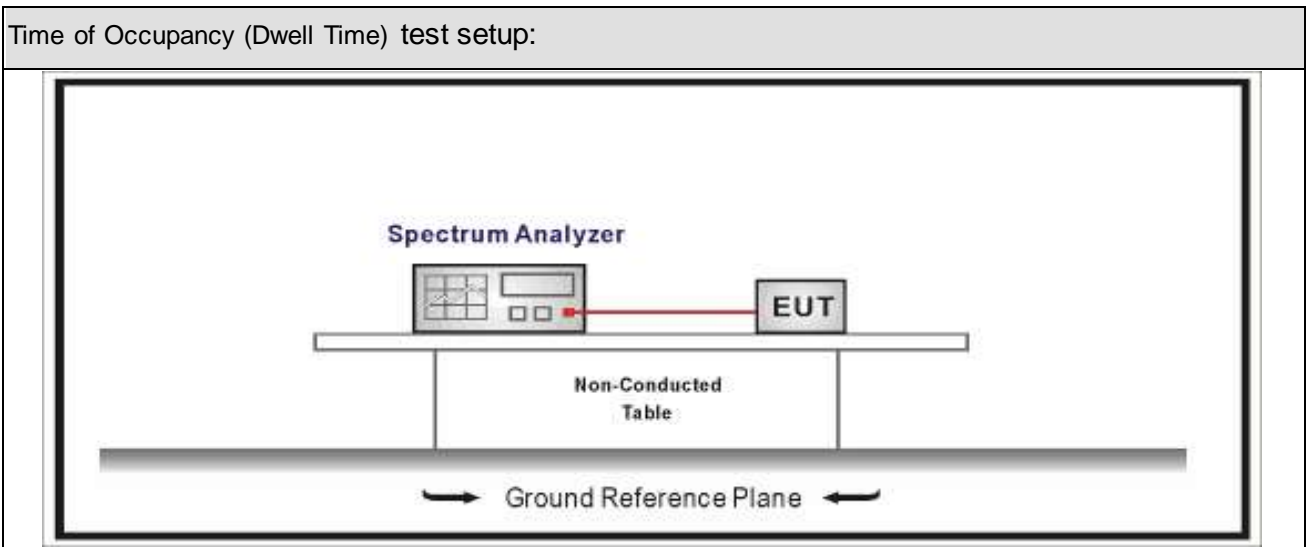 Time of Occupancy (Dwell Time) test setup:
Spectrum Analyzer
EUT
Non-Conducted
Table
Ground Reference Plane